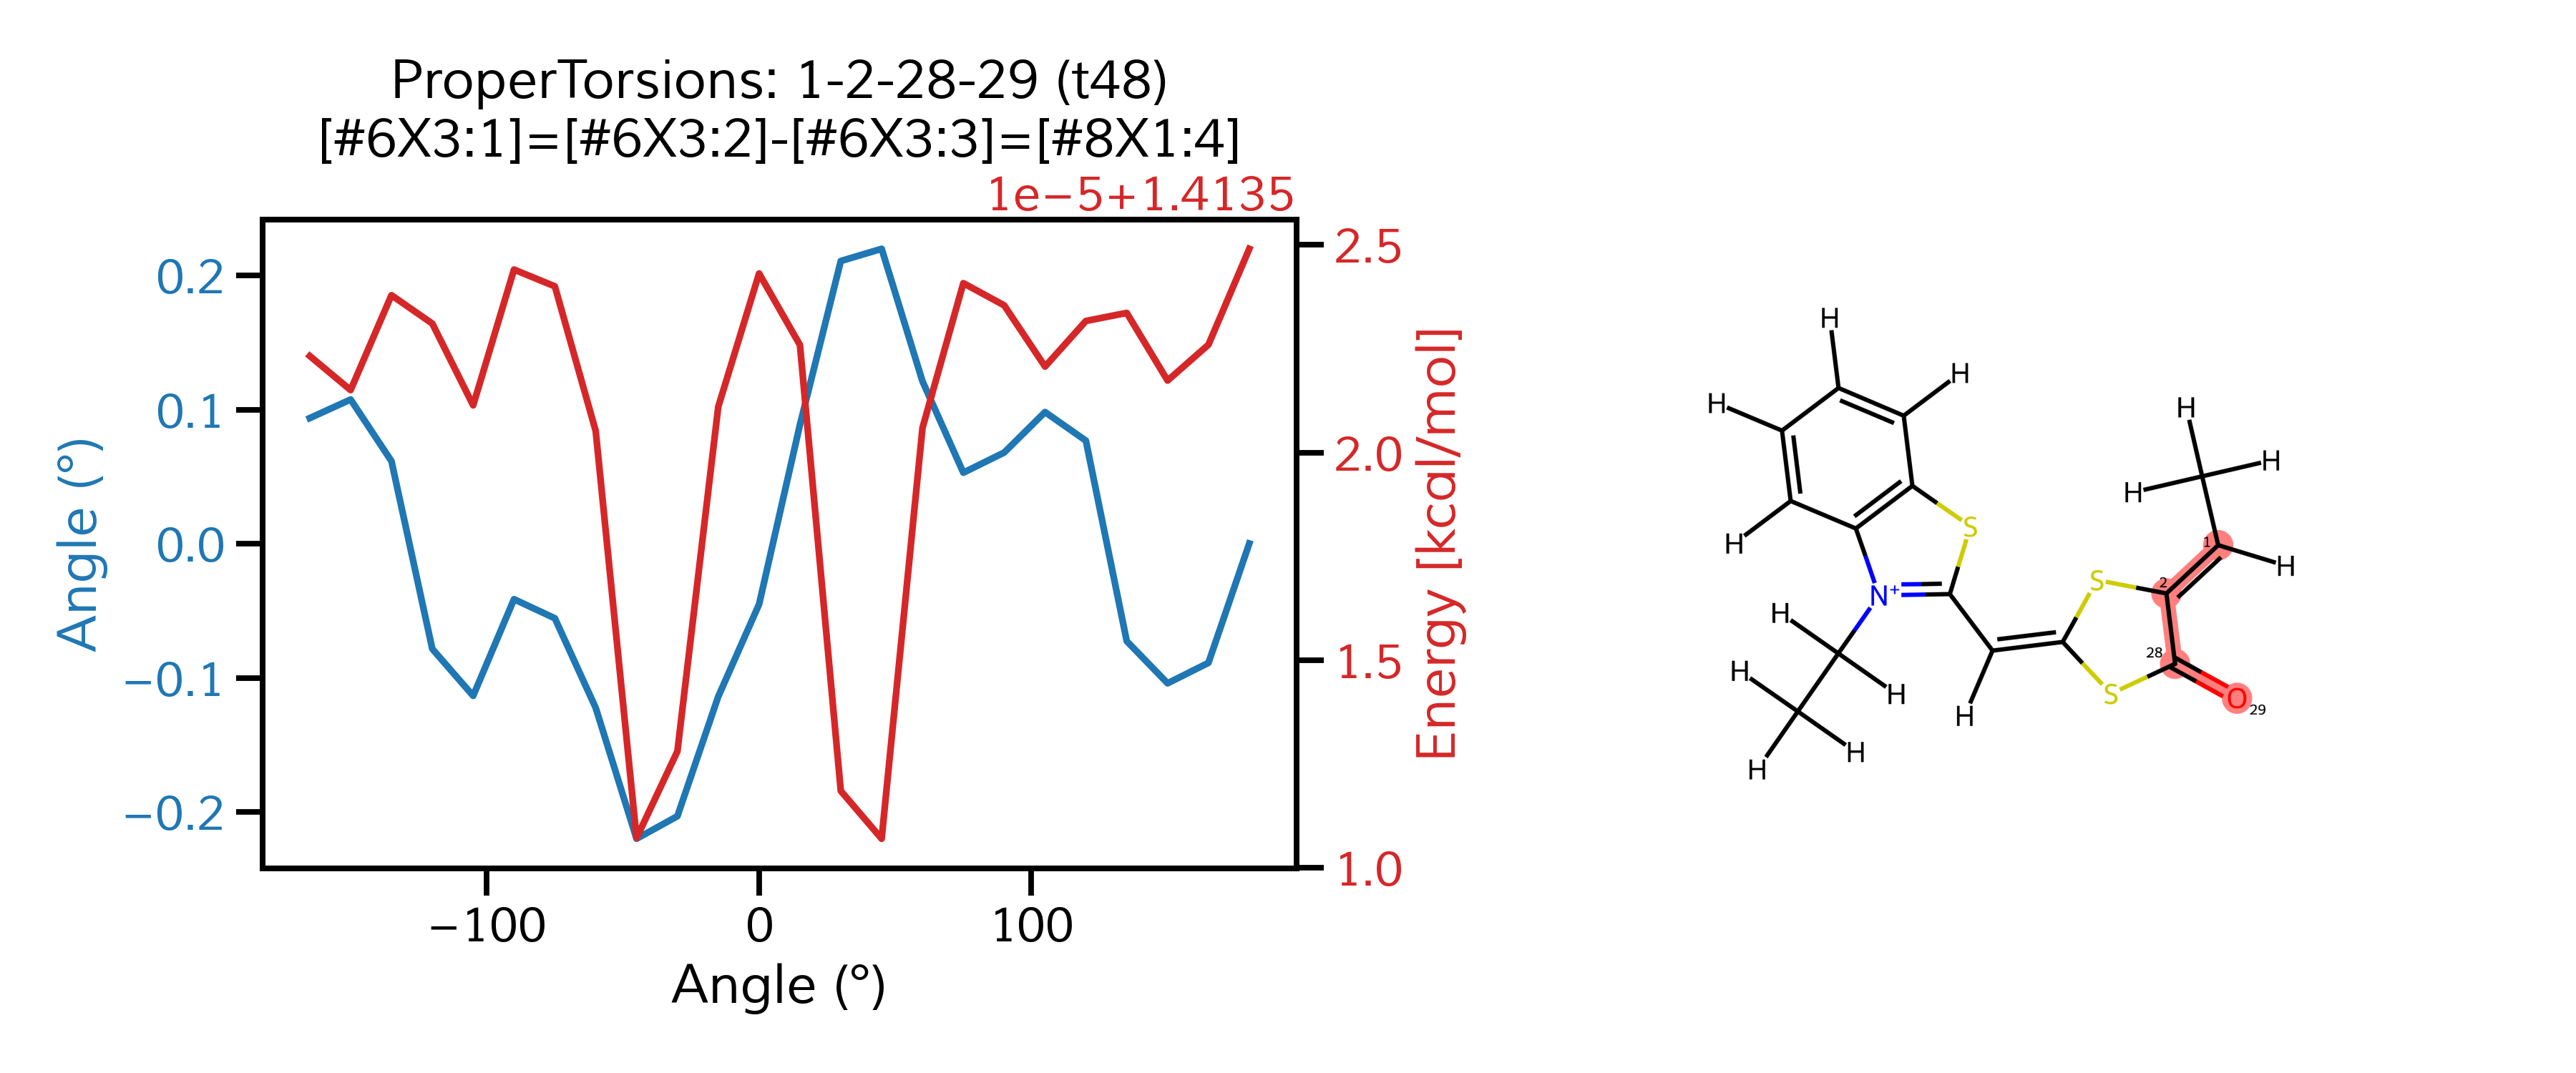 ProperTorsions: 1-2-28-29 (t48)
[#6X3:1]=[#6X3:2]-[#6X3:3]=[#8X1:4]
1e−5+1.4135
0.2
0.1
0.0
−0.1
−0.2
Angle (°)
2.5
2.0
1.5
1.0
Energy [kcal/mol]
−100
0
100
Angle (°)
H
H
H
H
H
H
H
S
1
H
S
2
N+
H
28
H
H
S
O
29
H
H
H